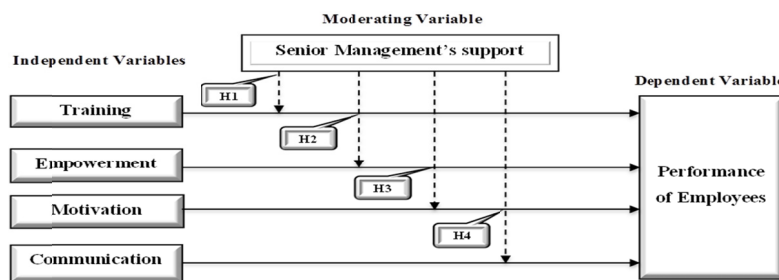 Moderating Variable
Senior Management's support
Independent Variables
Dependent Variable
H1
Training
H2
Empowerment
H3
Performance
of Employees
Motivation
H4
Communication